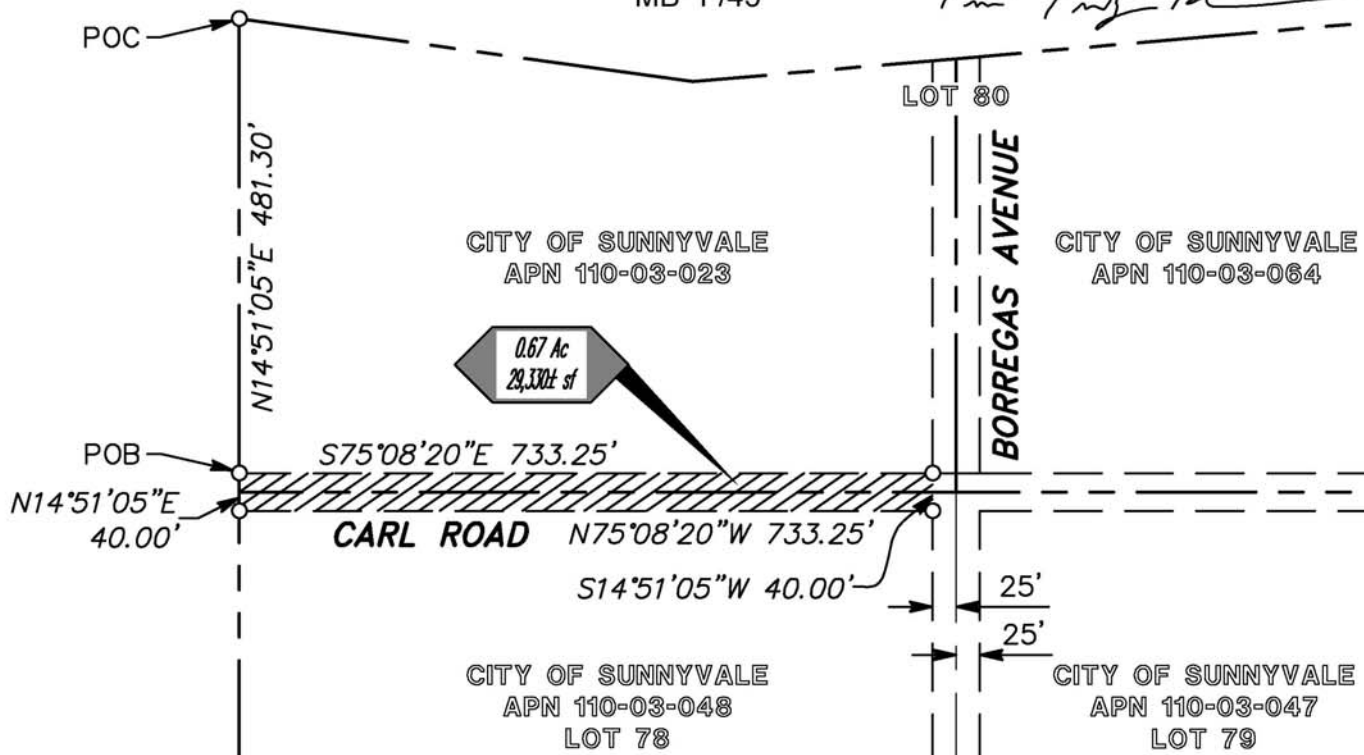 POC
LOT 80
N14°51'05"E 481.30'
BORREGAS AVENUE
CITY OF SUNNYVALE
APN 110-03-023
CITY OF SUNNYVALE
APN 110-03-064
0.67 Ac
29,330± sf
POB
S75°08'20"E 733.25'
N14°51'05"E
40.00'
CARL ROAD
N75°08'20"W 733.25'
S14°51'05"W 40.00'
25'
25'
CITY OF SUNNYVALE
APN 110-03-048
LOT 78
CITY OF SUNNYVALE
APN 110-03-047
LOT 79